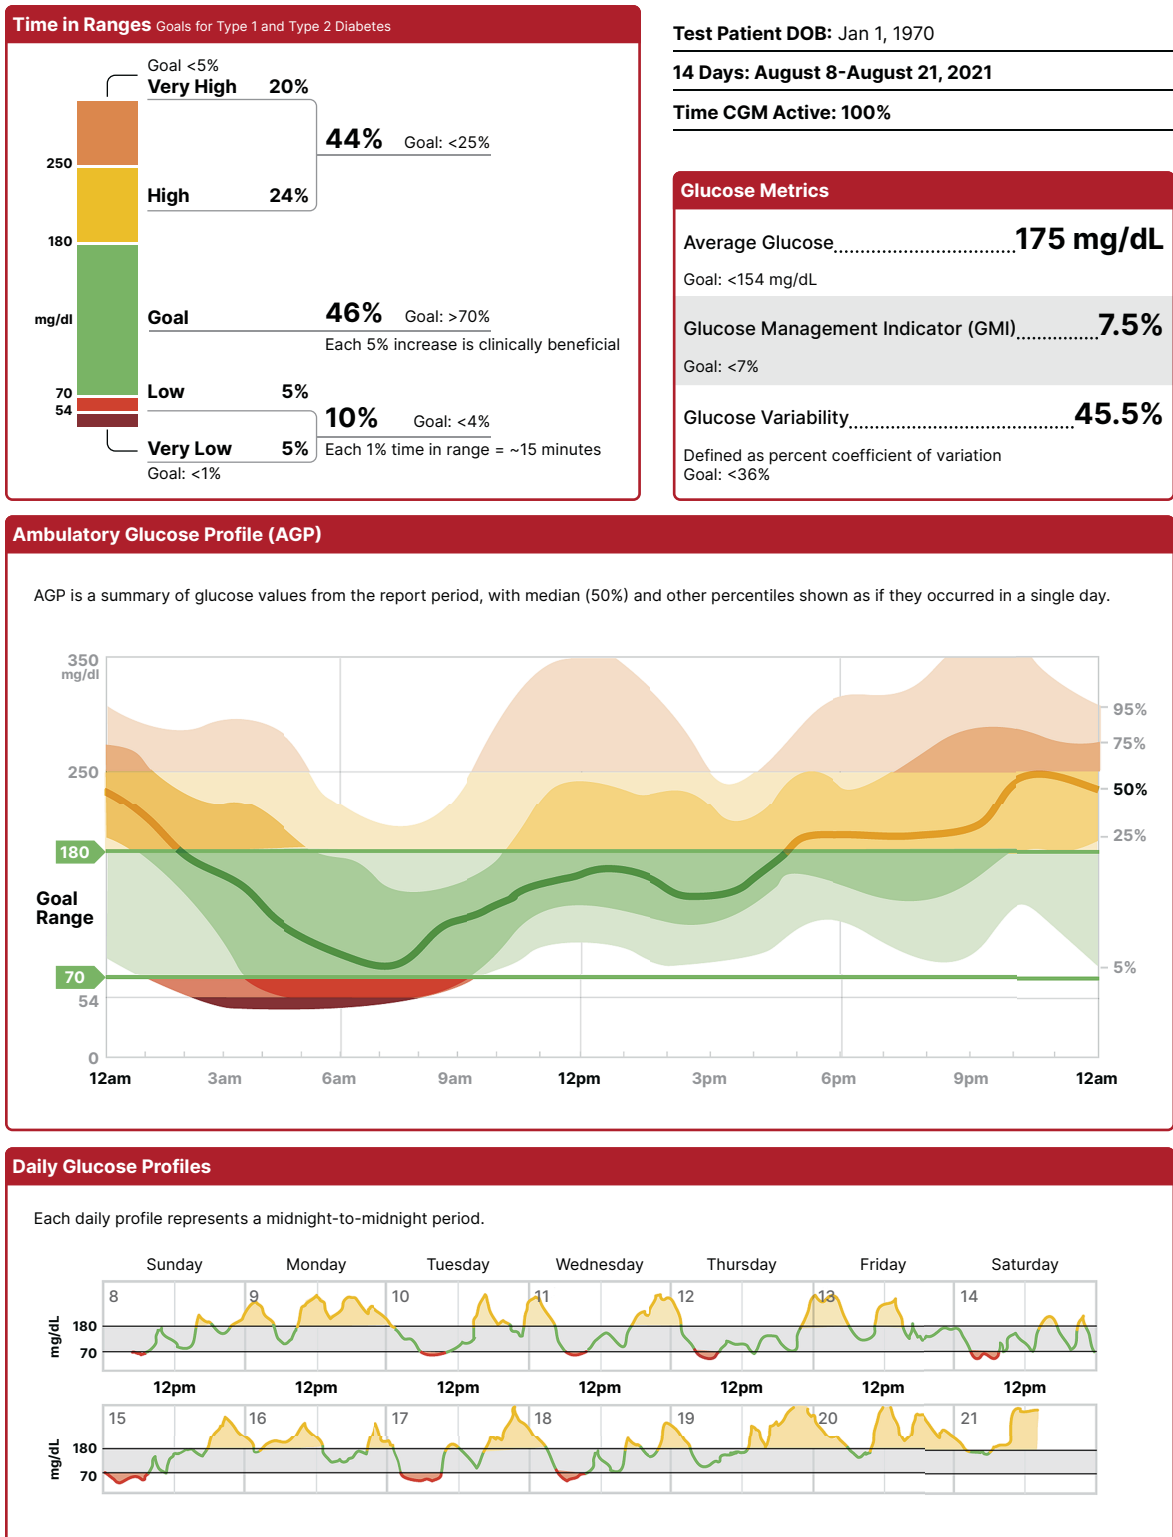 Time in Ranges Goals for Type 1 and Type 2 Diabetes
Goal <5%
Very High 20%
44% Goal: <25%
250
High 24%
180
mg/dl
Goal 46% Goal: >70%
Each 5% increase is clinically beneficial
70
Low 5%
54
10% Goal: <4%
Very Low 5%
Each 1% time in range = ~15 minutes
Goal: <1%
Test Patient DOB: Jan 1, 1970
14 Days: August 8-August 21, 2021
Time CGM Active: 100%
Glucose Metrics
Average Glucose 175 mg/dL
Goal: <154 mg/dL
Glucose Management Indicator (GMI) 7.5%
Goal: <7%
Glucose Variability 45.5%
Defined as percent coefficient of variation
Goal: <36%
Ambulatory Glucose Profile (AGP)
AGP is a summary of glucose values from the report period, with median (50%) and other percentiles shown as if they occurred in a single day.
350
mg/dl
95%
75%
250
50%
25%
180
Goal
Range
70
5%
54
0
12am 3am 6am 9am 12pm 3pm 6pm 9pm 12am
Daily Glucose Profiles
Each daily profile represents a midnight-to-midnight period.
Sunday Monday Tuesday Wednesday Thursday Friday Saturday
8 9 10 11 12 13 14
mg/dL
180
70
12pm 12pm 12pm 12pm 12pm 12pm 12pm
15 16 17 18 19 20 21
mg/dL
180
70